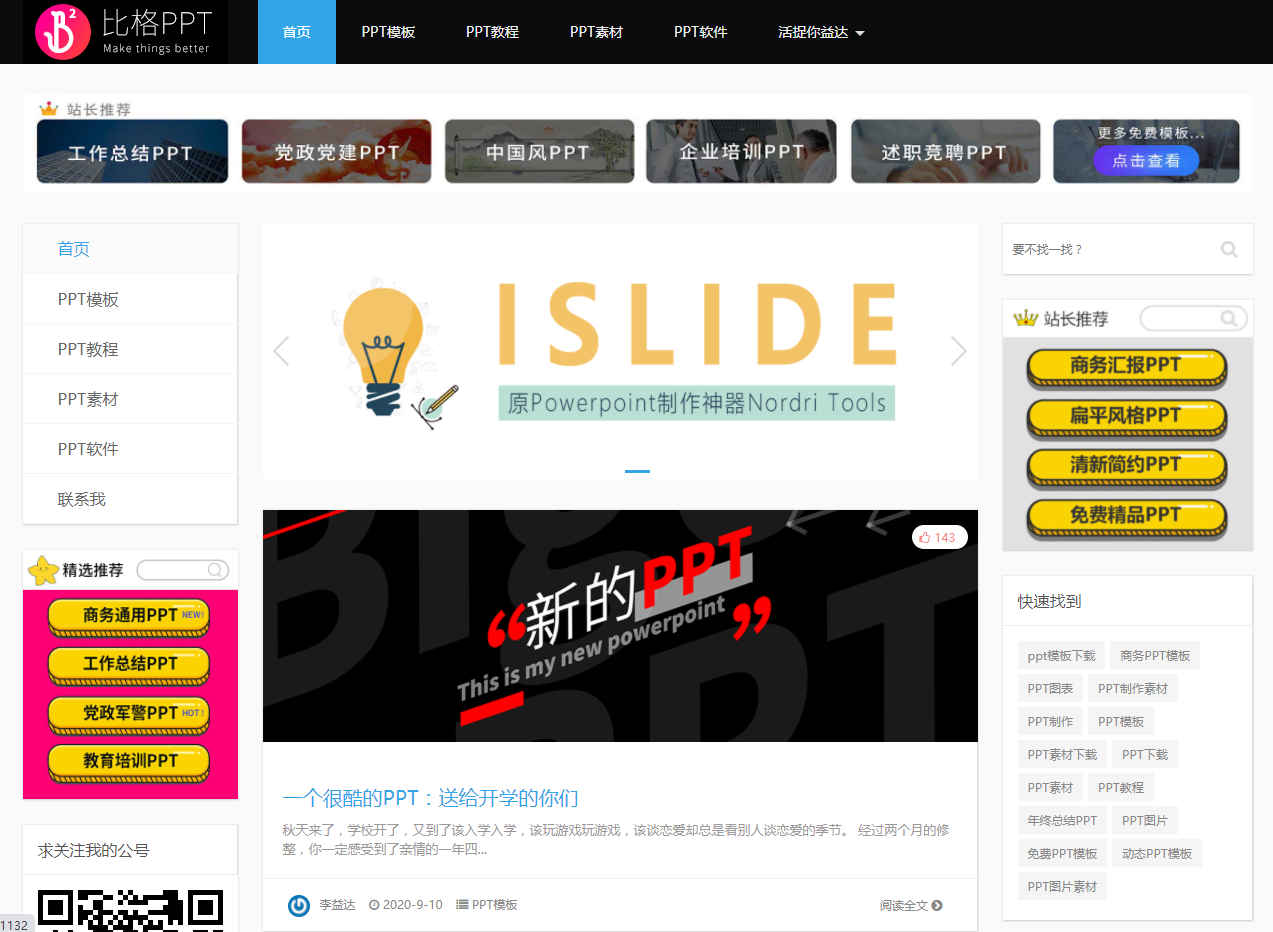 比格PPT
Make things better
首页
PPT模板
PPT教程
PPT素材
PPT软件
活捉你益达
站长推荐
工作总结PPT
党政党建PPT
中国风PPT
企业培训PPT
述职竞聘PPT
更多免费模板...
点击查看
首页
PPT模板
PPT教程
PPT素材
PPT软件
联系我
精选推荐
商务通用PPT NEW!
工作总结PPT
党政军警PPT HOT!
教育培训PPT
求关注我的公号
1132
ISLIDE
原Powerpoint制作神器Nordri Tools
143
“新的PPT”
This is my new powerpoint
一个很酷的PPT：送给开学的你们
秋天来了，学校开了，又到了该入学入学，该玩游戏玩游戏，该谈恋爱却总是看别人谈恋爱的季节。 经过两个月的修
整，你一定感受到了亲情的一年四...
李益达
2020-9-10
PPT模板
阅读全文
要不找一找？
站长推荐
商务汇报PPT
扁平风格PPT
清新简约PPT
免费精品PPT
快速找到
ppt模板下载 商务PPT模板
PPT图表 PPT制作素材
PPT制作 PPT模板
PPT素材下载 PPT下载
PPT素材 PPT教程
年终总结PPT PPT图片
免费PPT模板 动态PPT模板
PPT图片素材